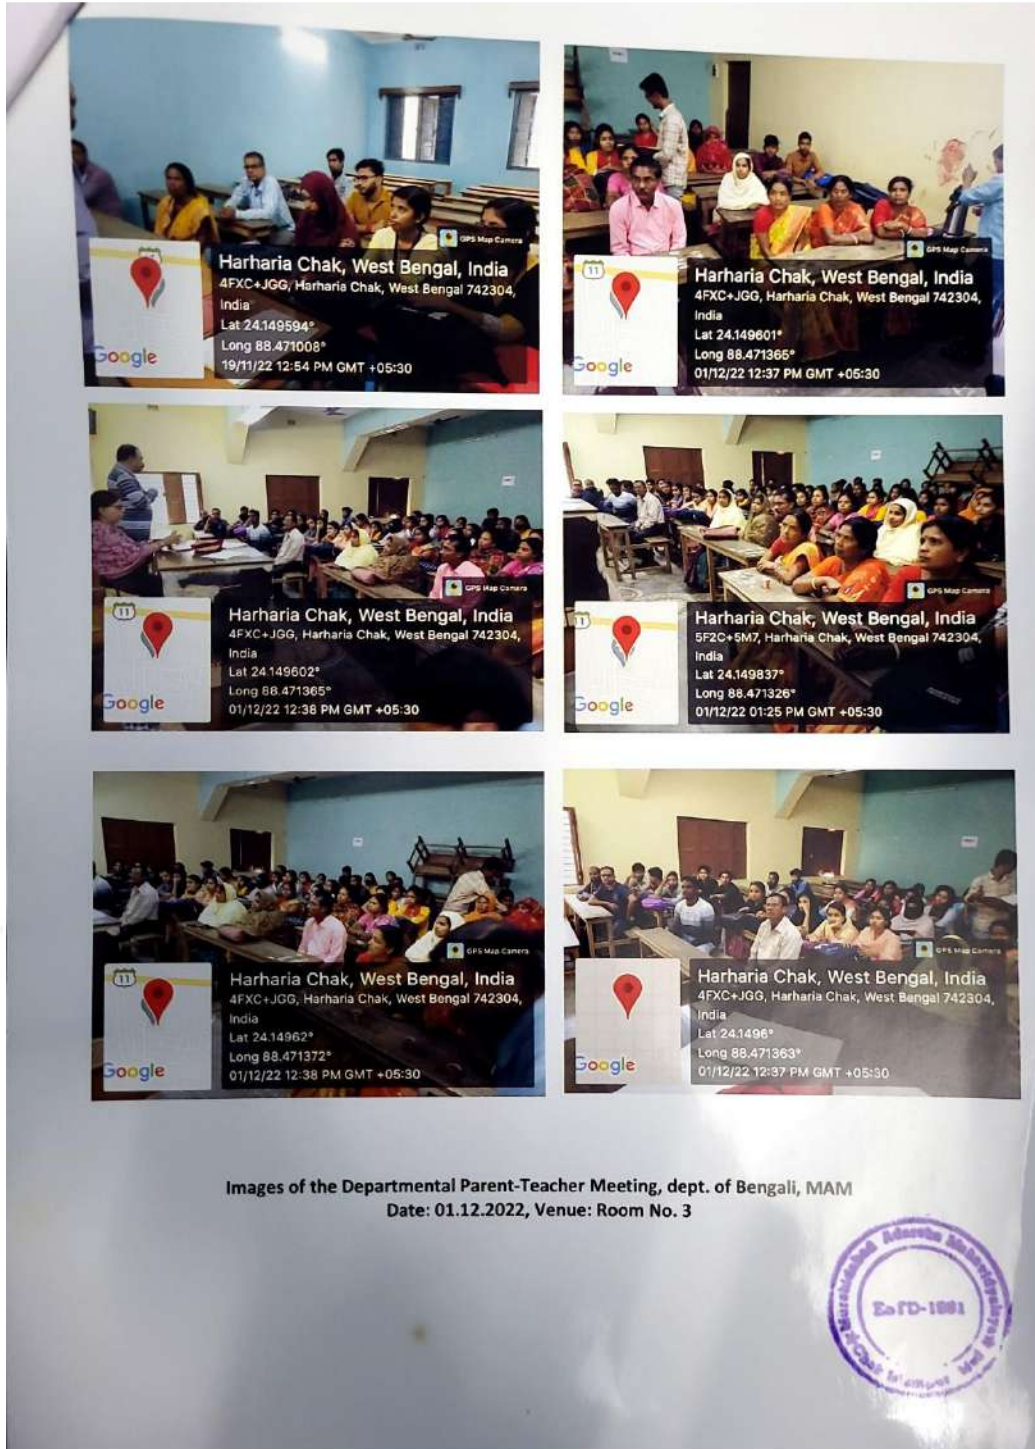 GPS Map Camera
Harharia Chak, West Bengal, India
4FXC+JGG, Harharia Chak, West Bengal 742304,
India
Lat 24.149594°
Long 88.471008°
19/11/22 12:54 PM GMT +05:30
Google
GPS Map Camera
11
Harharia Chak, West Bengal, India
4FXC+JGG, Harharia Chak, West Bengal 742304,
India
Lat 24.149601°
Long 88.471365°
01/12/22 12:37 PM GMT +05:30
Google
GPS Map Camera
11
Harharia Chak, West Bengal, India
4FXC+JGG, Harharia Chak, West Bengal 742304,
India
Lat 24.149602°
Long 88.471365°
01/12/22 12:38 PM GMT +05:30
Google
GPS Map Camera
11
Harharia Chak, West Bengal, India
5F2C+5M7, Harharia Chak, West Bengal 742304,
India
Lat 24.149837°
Long 88.471326°
01/12/22 01:25 PM GMT +05:30
Google
GPS Map Camera
11
Harharia Chak, West Bengal, India
4FXC+JGG, Harharia Chak, West Bengal 742304,
India
Lat 24.14962°
Long 88.471372°
01/12/22 12:38 PM GMT +05:30
Google
GPS Map Camera
Harharia Chak, West Bengal, India
4FXC+JGG, Harharia Chak, West Bengal 742304,
India
Lat 24.1496°
Long 88.471363°
01/12/22 12:37 PM GMT +05:30
Google
Images of the Departmental Parent-Teacher Meeting, dept. of Bengali, MAM
Date: 01.12.2022, Venue: Room No. 3
Murshidabad Adarsha Mahavidyalaya